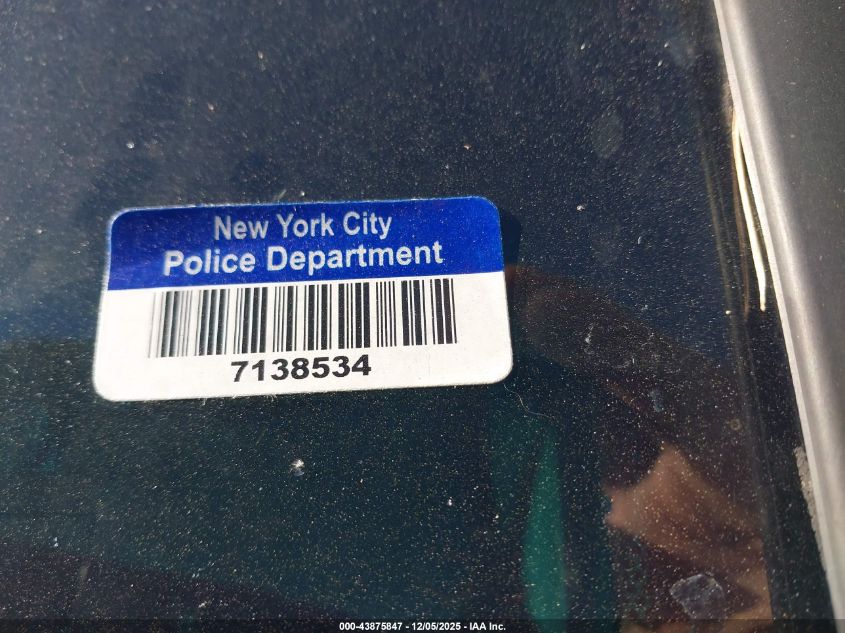 New York City
Police Department
7138534
000-43875847 - 12/05/2025 - IAA Inc.